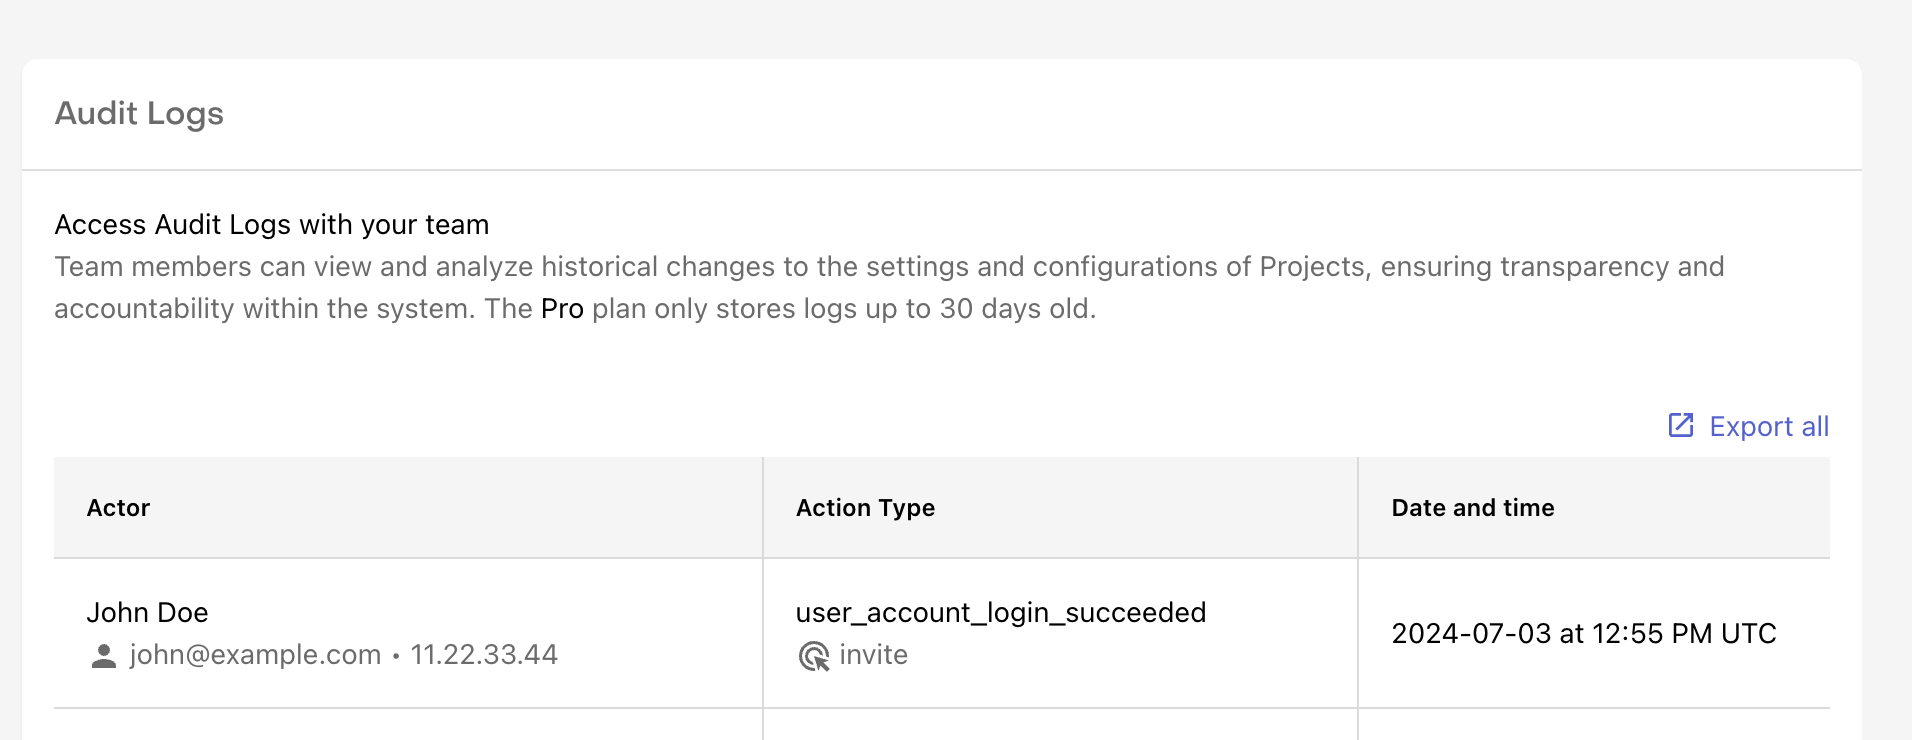 Audit Logs
Access Audit Logs with your team
Team members can view and analyze historical changes to the settings and configurations of Projects, ensuring transparency and
accountability within the system. The Pro plan only stores logs up to 30 days old.
Export all
Actor
Action Type
Date and time
John Doe
john@example.com • 11.22.33.44
user_account_login_succeeded
invite
2024-07-03 at 12:55 PM UTC